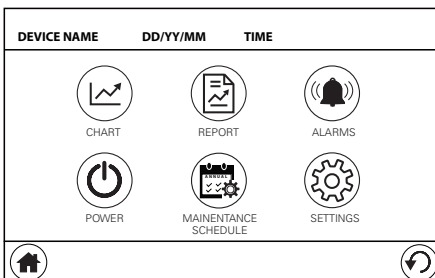 DEVICE NAME DD/YY/MM TIME
CHART REPORT ALARMS
ANNUAL
POWER MAINENTANCE SCHEDULE SETTINGS